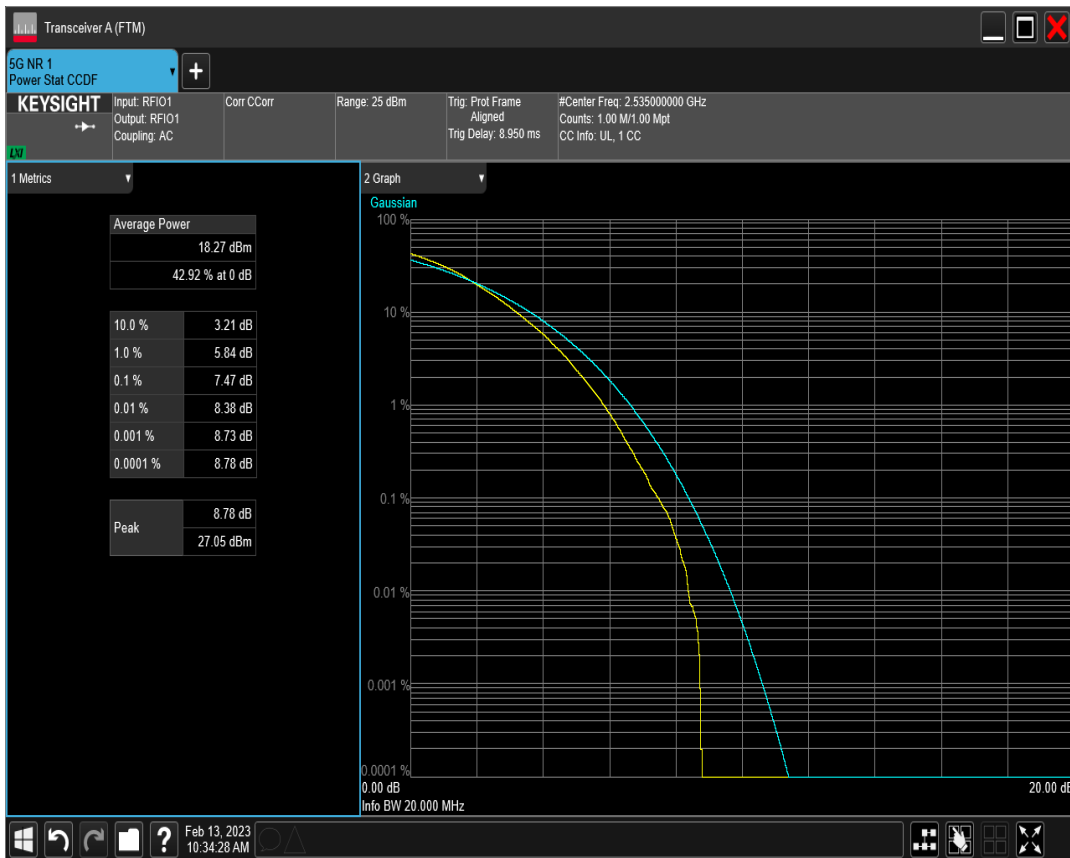 Transceiver A (FTM)
5G NR 1
Power Stat CCDF
+
KEYSIGHT
LXI
Input: RFIO1
Output: RFIO1
Coupling: AC
Corr CCorr
Range: 25 dBm
Trig: Prot Frame
Aligned
Trig Delay: 8.950 ms
#Center Freq: 2.535000000 GHz
Counts: 1.00 M/1.00 Mpt
CC Info: UL, 1 CC
1 Metrics
Average Power
18.27 dBm
42.92 % at 0 dB
10.0 % 3.21 dB
1.0 % 5.84 dB
0.1 % 7.47 dB
0.01 % 8.38 dB
0.001 % 8.73 dB
0.0001 % 8.78 dB
Peak 8.78 dB
27.05 dBm
2 Graph
Gaussian
100 %
10 %
1 %
0.1 %
0.01 %
0.001 %
0.0001 %
0.00 dB 20.00 dB
Info BW 20.000 MHz
?
Feb 13, 2023
10:34:28 AM